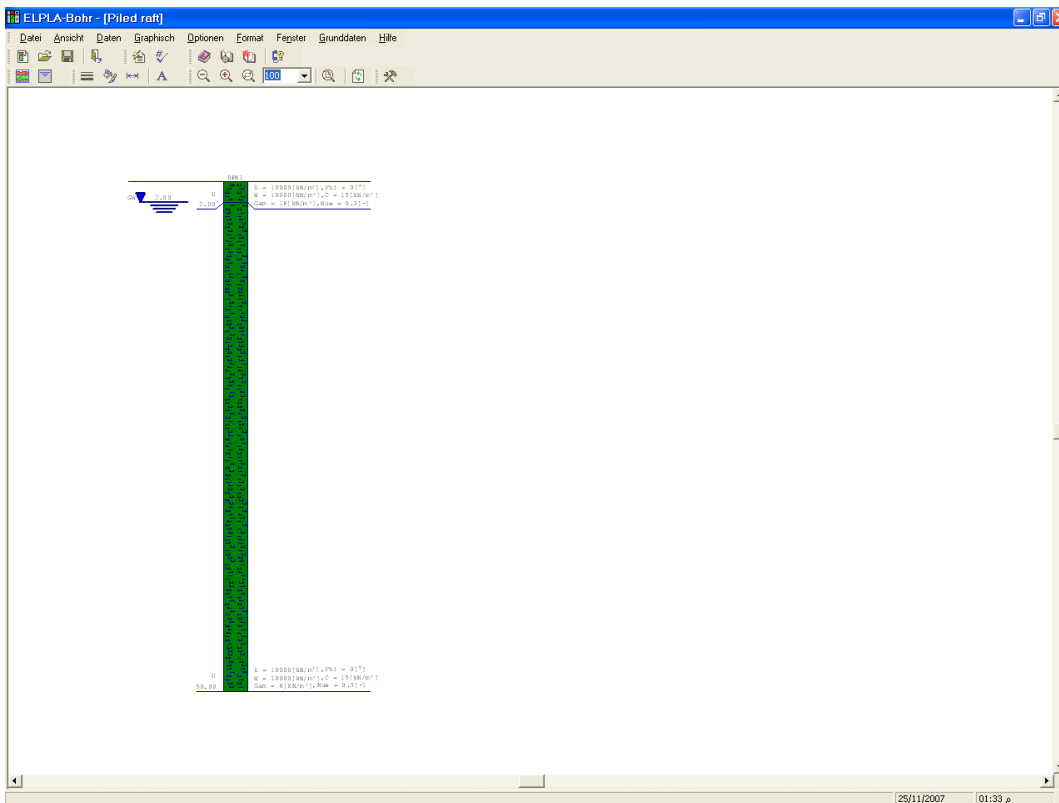 ELPLA-Bohr - [Piled raft]
Datei Ansicht Daten Graphisch Optionen Format Fenster Grunddaten Hilfe
A 100
BPN1
E = 10000[kN/m²],Phi = 0[°]
GW 2.00 U W = 10000[kN/m²],C = 15[kN/m²]
2.00 Gam = 18[kN/m³],Nue = 0.3[-]
E = 10000[kN/m²],Phi = 0[°]
U W = 10000[kN/m²],C = 15[kN/m²]
50.00 Gam = 8[kN/m³],Nue = 0.3[-]
25/11/2007 01:33 م